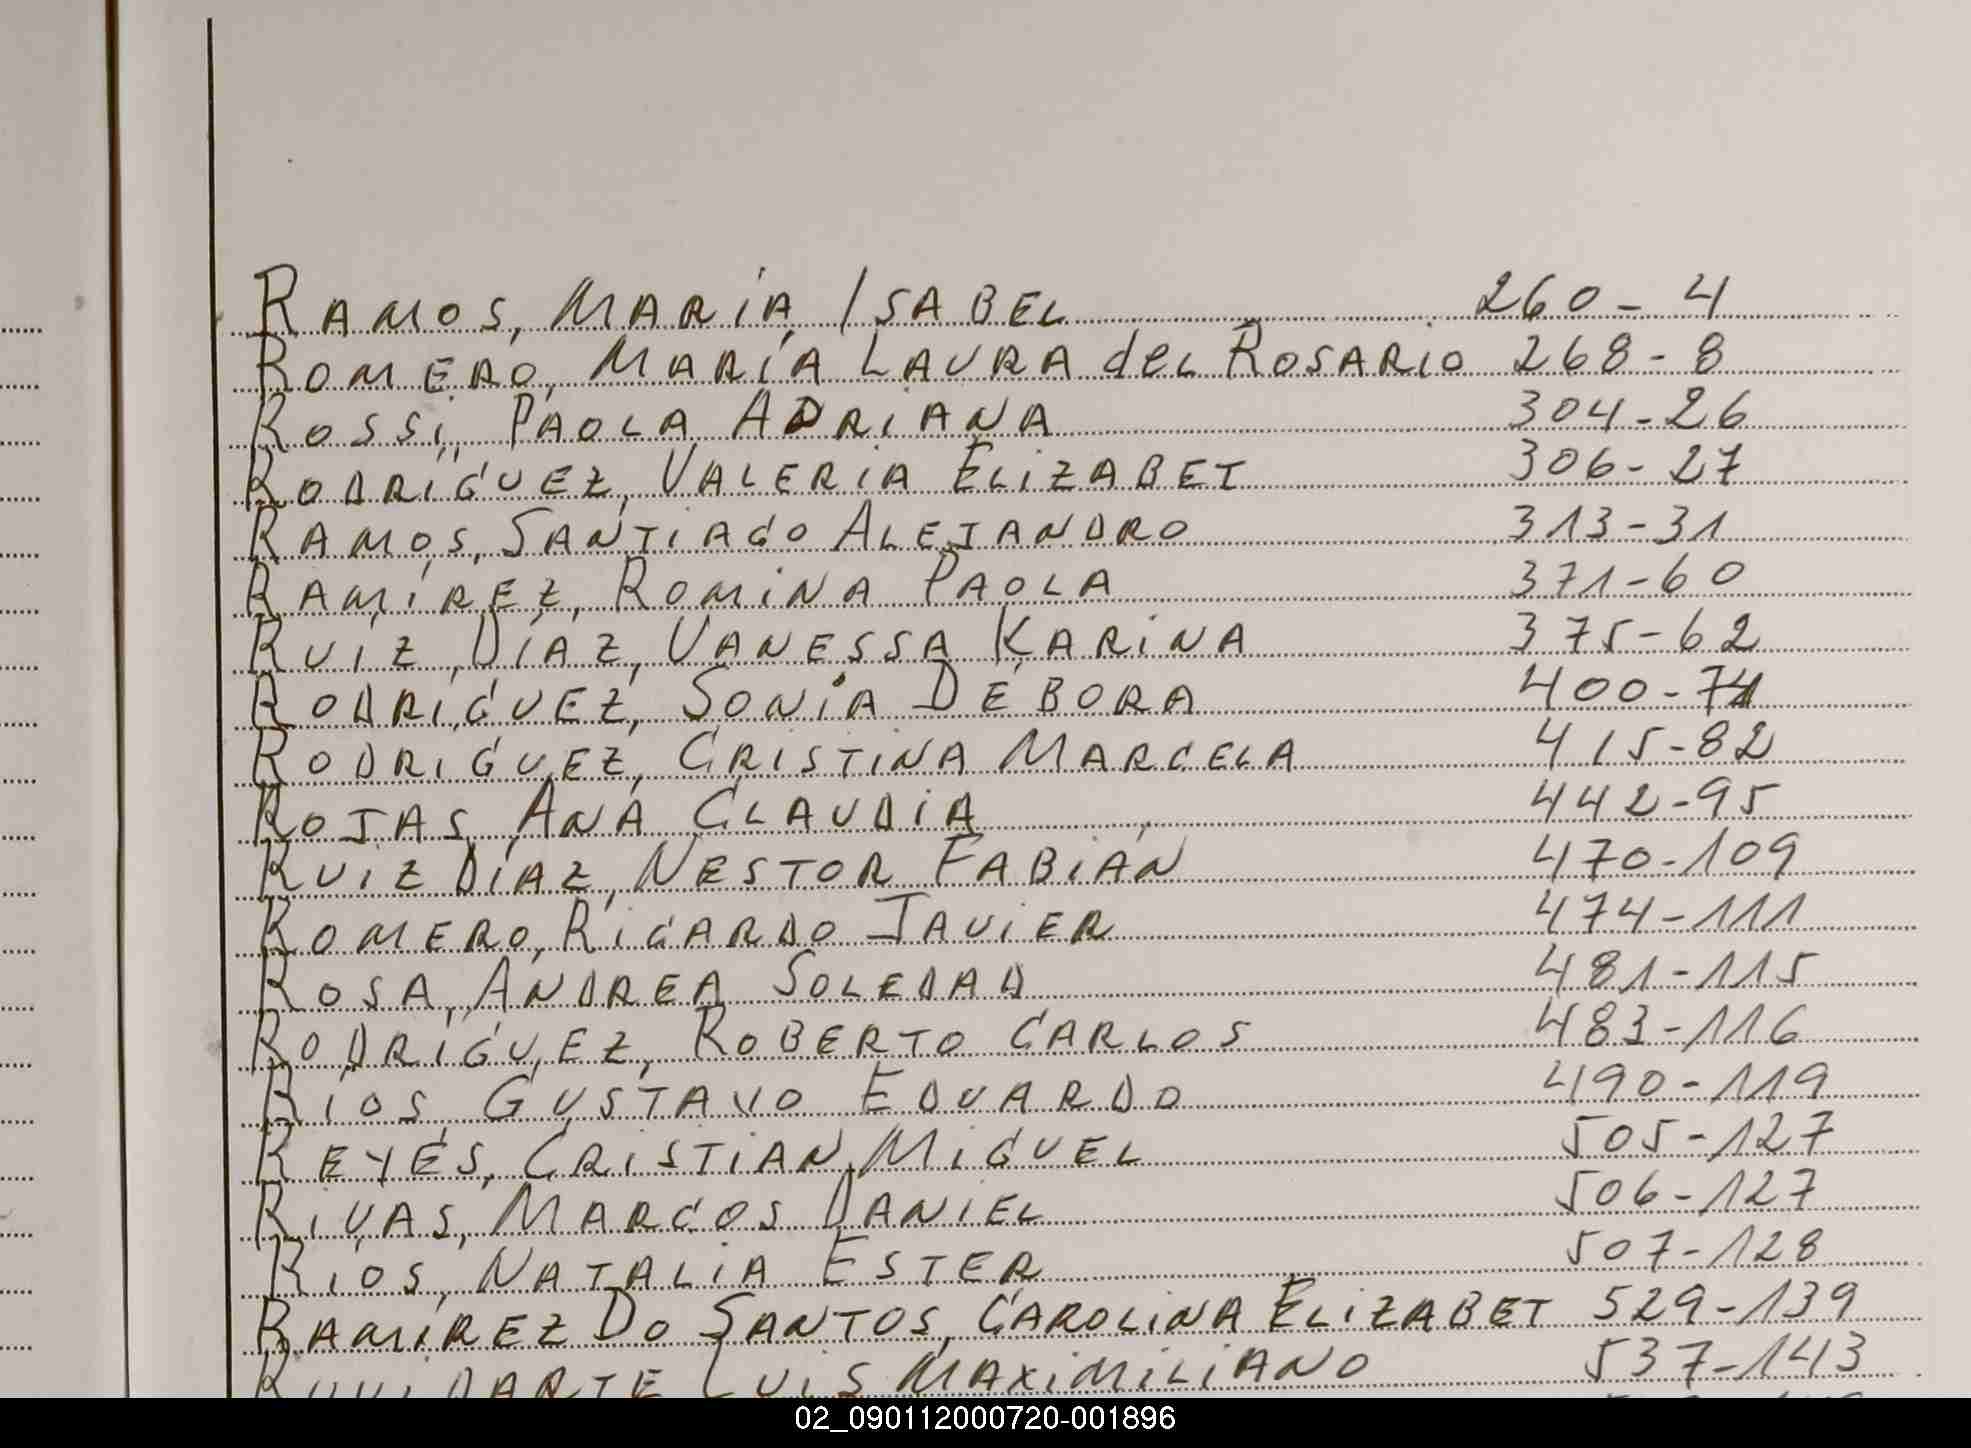 RAMOS, MARÍA ISABEL 260-4
ROMERO, MARÍA LAURA del ROSARIO 268-8
ROSSI, PAOLA ADRIANA 304-26
RODRÍGUEZ, VALERIA ELIZABET 306-27
RAMOS, SANTIAGO ALEJANDRO 313-31
RAMÍREZ, ROMINA PAOLA 371-60
RUIZ DÍAZ, VANESSA KARINA 375-62
RODRÍGUEZ, SONIA DÉBORA 400-74
RODRIGUEZ, CRISTINA MARCELA 415-82
ROJAS, ANA CLAUDIA 442-95
RUIZ DÍAZ, NESTOR FABIÁN 470-109
ROMERO, RICARDO JAVIER 474-111
ROSA, ANDREA SOLEDAD 481-115
RODRÍGUEZ, ROBERTO CARLOS 483-116
RIOS, GUSTAVO EDUARDO 490-119
REYES, CRISTIAN MIGUEL 505-127
RIVAS, MARCOS DANIEL 506-127
RIOS, NATALIA ESTER 507-128
RAMÍREZ DO SANTOS, CAROLINA ELIZABET 529-139
LUIS MAXIMILIANO 537-143
02_090112000720-001896